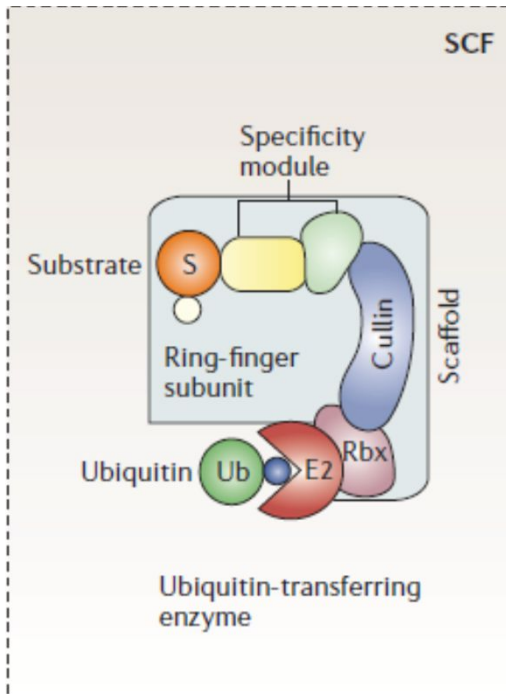 SCF
Specificity
module
Substrate
S
Cullin
Scaffold
Ring-finger
subunit
Rbx
Ubiquitin
Ub
E2
Ubiquitin-transferring
enzyme